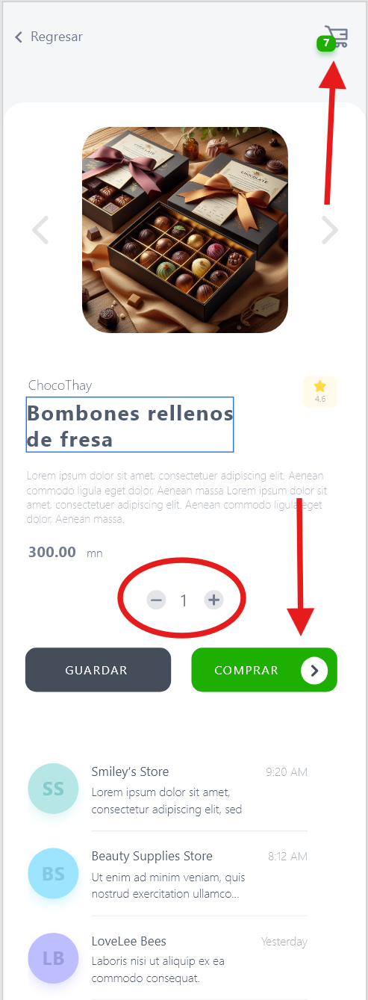 Regresar
7
CHOCOLATE
ChocoThay
4.6
Bombones rellenos
de fresa
Lorem ipsum dolor sit amet, consectetuer adipiscing elit. Aenean
commodo ligula eget dolor, Aenean massa Lorem ipsum dolor sit
amet, consectetuer adipiscing elit. Aenean commodo ligula eget
dolor, Aenean massa.
300.00 mn
1
GUARDAR
COMPRAR
SS
Smiley's Store
9:20 AM
Lorem ipsum dolor sit amet,
consectetur adipiscing elit, sed
BS
Beauty Supplies Store
8:12 AM
Ut enim ad minim veniam, quis
nostrud exercitation ullamco...
LB
LoveLee Bees
Yesterday
Laboris nisi ut aliquip ex ea
commodo consequat.